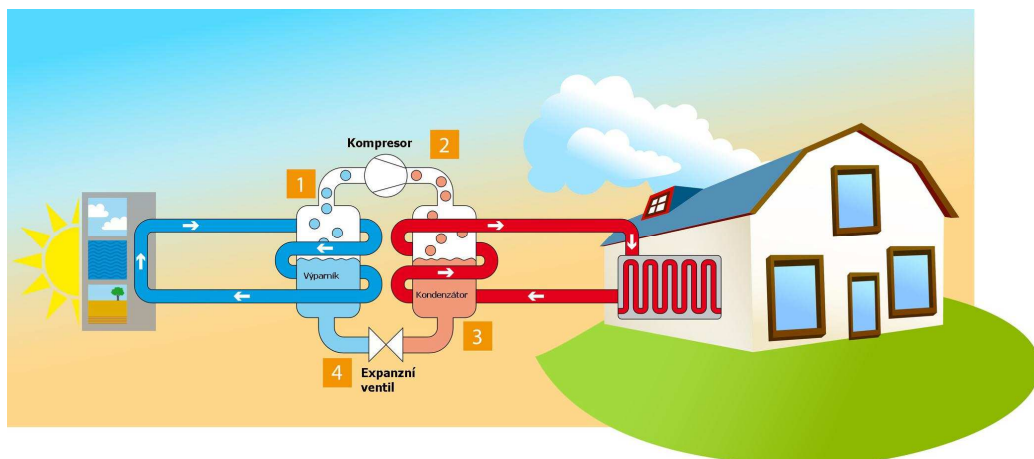 Kompresor
2
1
Výparník
Kondenzátor
3
4
Expanzní
ventil